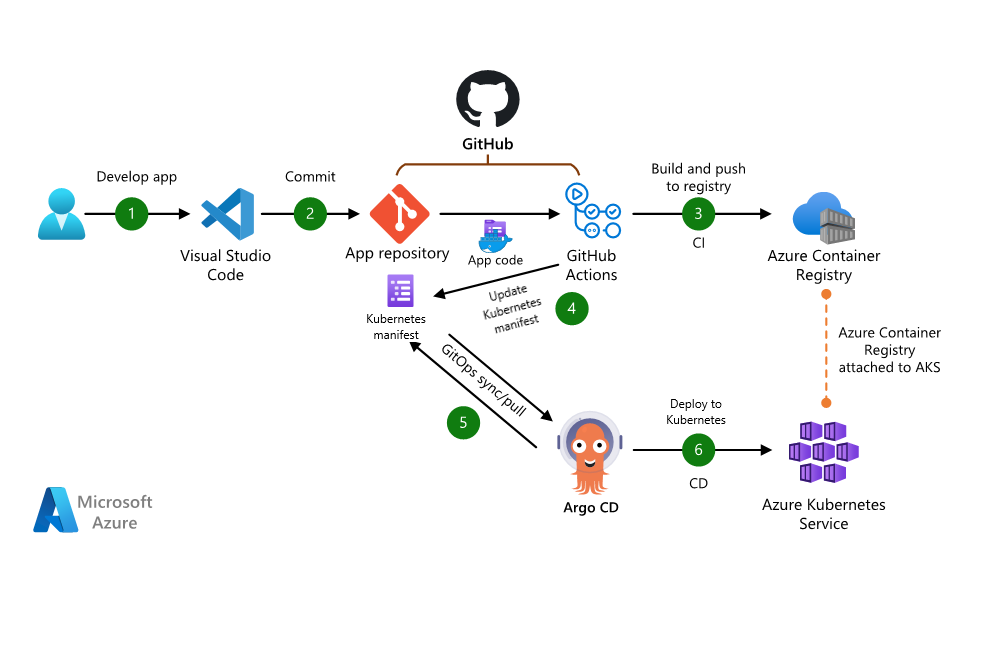 GitHub
Develop app
1
Visual Studio
Code
Commit
2
App repository
App code
GitHub
Actions
Build and push
to registry
3
CI
Azure Container
Registry
Kubernetes
manifest
Update
Kubernetes
manifest
4
Azure Container
Registry
attached to AKS
GitOps sync/pull
5
Argo CD
Deploy to
Kubernetes
6
CD
Azure Kubernetes
Service
Microsoft
Azure